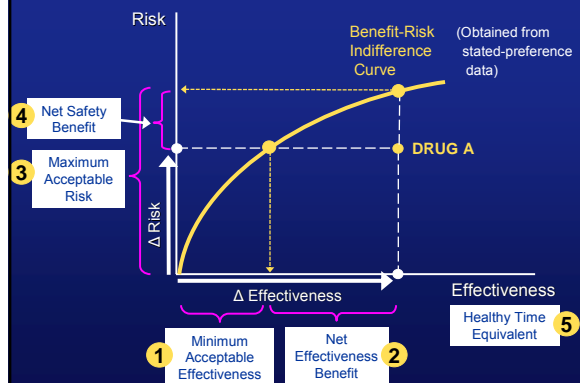 Risk
Benefit-Risk
Indifference
Curve
(Obtained from
stated-preference
data)
4
Net Safety
Benefit
3
Maximum
Acceptable
Risk
DRUG A
Δ Risk
Δ Effectiveness
Effectiveness
Healthy Time
Equivalent
5
1
Minimum
Acceptable
Effectiveness
Net
Effectiveness
Benefit
2